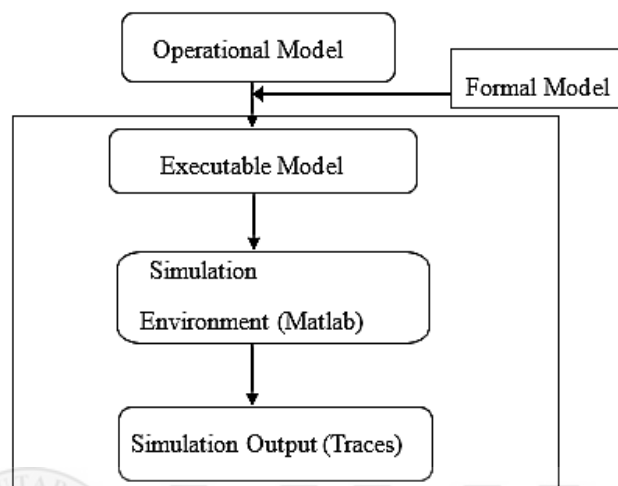 Operational Model
Formal Model
Executable Model
Simulation
Environment (Matlab)
Simulation Output (Traces)